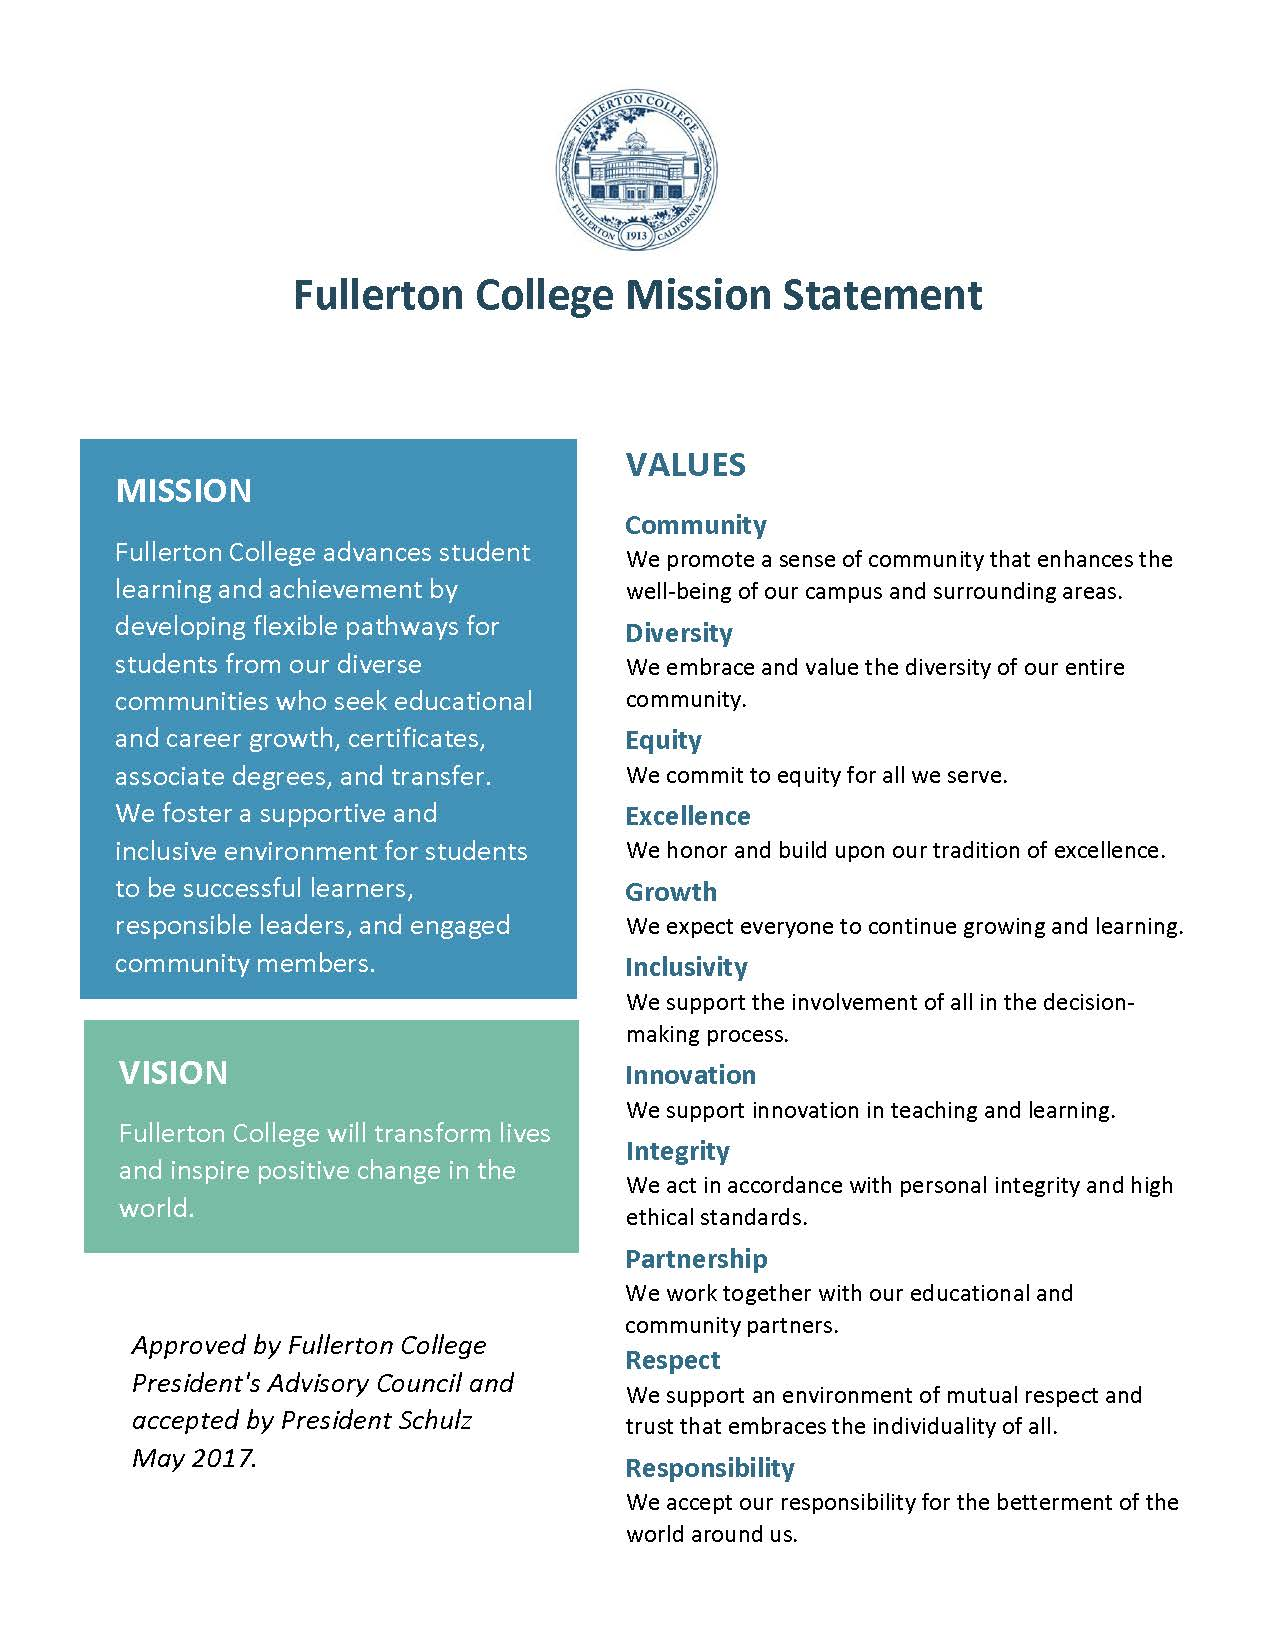 FULLERTON COLLEGE
FULLERTON 1913 CALIFORNIA
Fullerton College Mission Statement
MISSION
Fullerton College advances student
learning and achievement by
developing flexible pathways for
students from our diverse
communities who seek educational
and career growth, certificates,
associate degrees, and transfer.
We foster a supportive and
inclusive environment for students
to be successful learners,
responsible leaders, and engaged
community members.
VISION
Fullerton College will transform lives
and inspire positive change in the
world.
Approved by Fullerton College
President's Advisory Council and
accepted by President Schulz
May 2017.
VALUES
Community
We promote a sense of community that enhances the
well-being of our campus and surrounding areas.
Diversity
We embrace and value the diversity of our entire
community.
Equity
We commit to equity for all we serve.
Excellence
We honor and build upon our tradition of excellence.
Growth
We expect everyone to continue growing and learning.
Inclusivity
We support the involvement of all in the decision-
making process.
Innovation
We support innovation in teaching and learning.
Integrity
We act in accordance with personal integrity and high
ethical standards.
Partnership
We work together with our educational and
community partners.
Respect
We support an environment of mutual respect and
trust that embraces the individuality of all.
Responsibility
We accept our responsibility for the betterment of the
world around us.